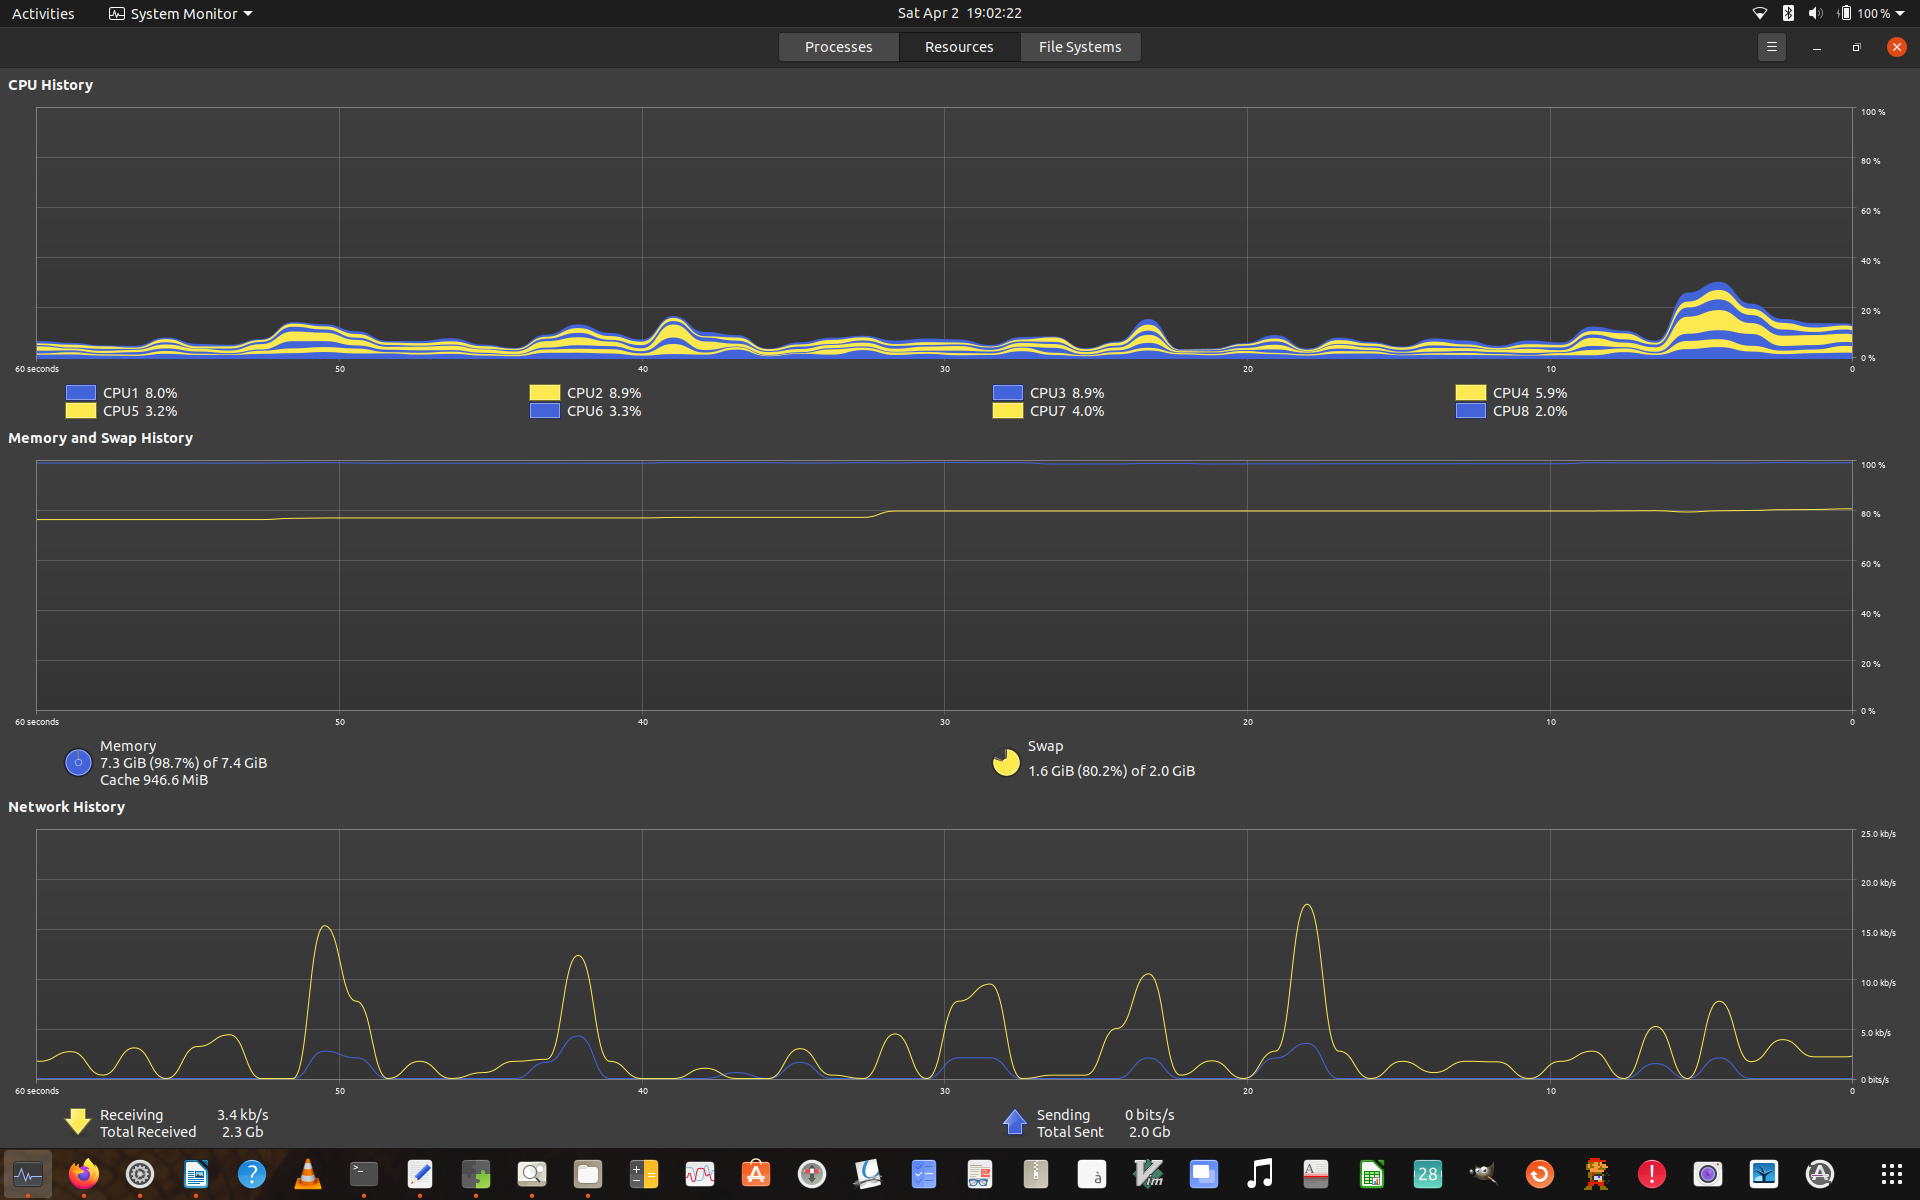 Activities
System Monitor
Sat Apr 2 19:02:22
100 %
Processes
Resources
File Systems
CPU History
100 %
80 %
60 %
40 %
20 %
0 %
60 seconds
50
40
30
20
10
0
CPU1 8.0%
CPU2 8.9%
CPU3 8.9%
CPU4 5.9%
CPU5 3.2%
CPU6 3.3%
CPU7 4.0%
CPU8 2.0%
Memory and Swap History
100 %
80 %
60 %
40 %
20 %
0 %
60 seconds
50
40
30
20
10
0
Memory
7.3 GiB (98.7%) of 7.4 GiB
Cache 946.6 MiB
Swap
1.6 GiB (80.2%) of 2.0 GiB
Network History
25.0 kb/s
20.0 kb/s
15.0 kb/s
10.0 kb/s
5.0 kb/s
0 bits/s
60 seconds
50
40
30
20
10
0
Receiving 3.4 kb/s
Total Received 2.3 Gb
Sending 0 bits/s
Total Sent 2.0 Gb
>_
?
à
Vim
A
28
!